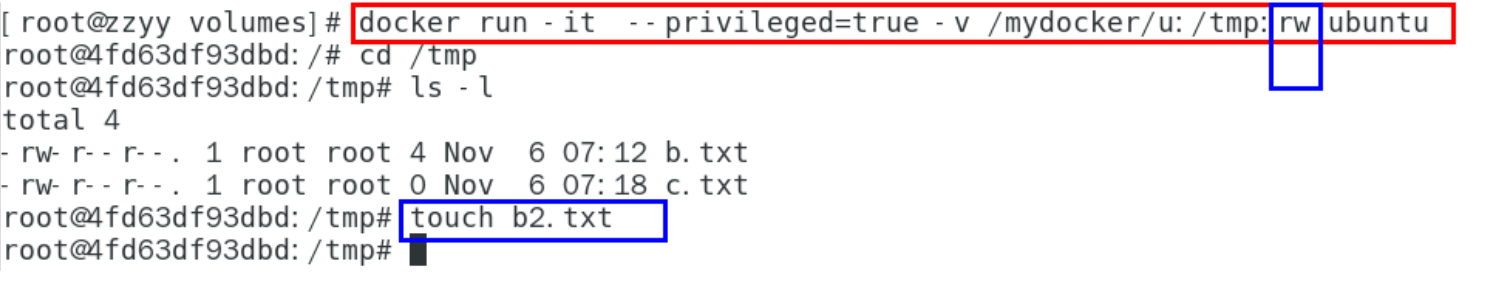 [root@zzyy volumes]# docker run -it  --privileged=true -v /mydocker/u:/tmp:rw ubuntu
root@4fd63df93dbd:/# cd /tmp
root@4fd63df93dbd:/tmp# ls -l
total 4
-rw-r--r--. 1 root root 4 Nov  6 07:12 b.txt
-rw-r--r--. 1 root root 0 Nov  6 07:18 c.txt
root@4fd63df93dbd:/tmp# touch b2.txt
root@4fd63df93dbd:/tmp#